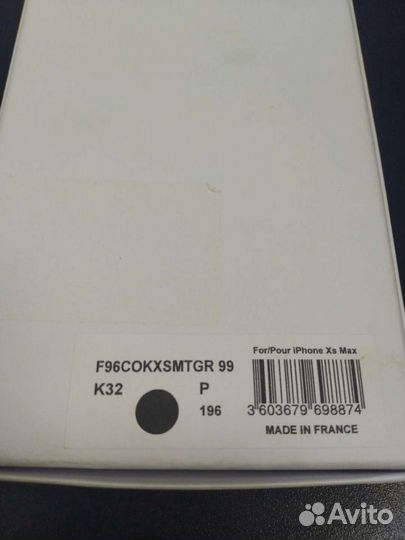 For/Pour iPhone Xs Max
F96COKXSMTGR 99
K32 P
196
3 603679 698874
MADE IN FRANCE
Avito